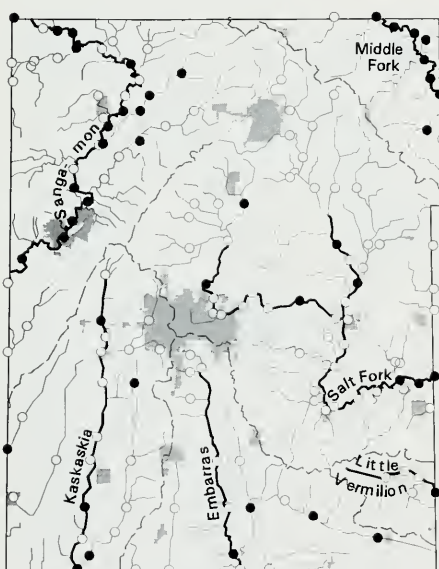 Middle
Fork
Sanga-
mon
Salt Fork
Kaskaskia
Embarras
Little
Vermilion